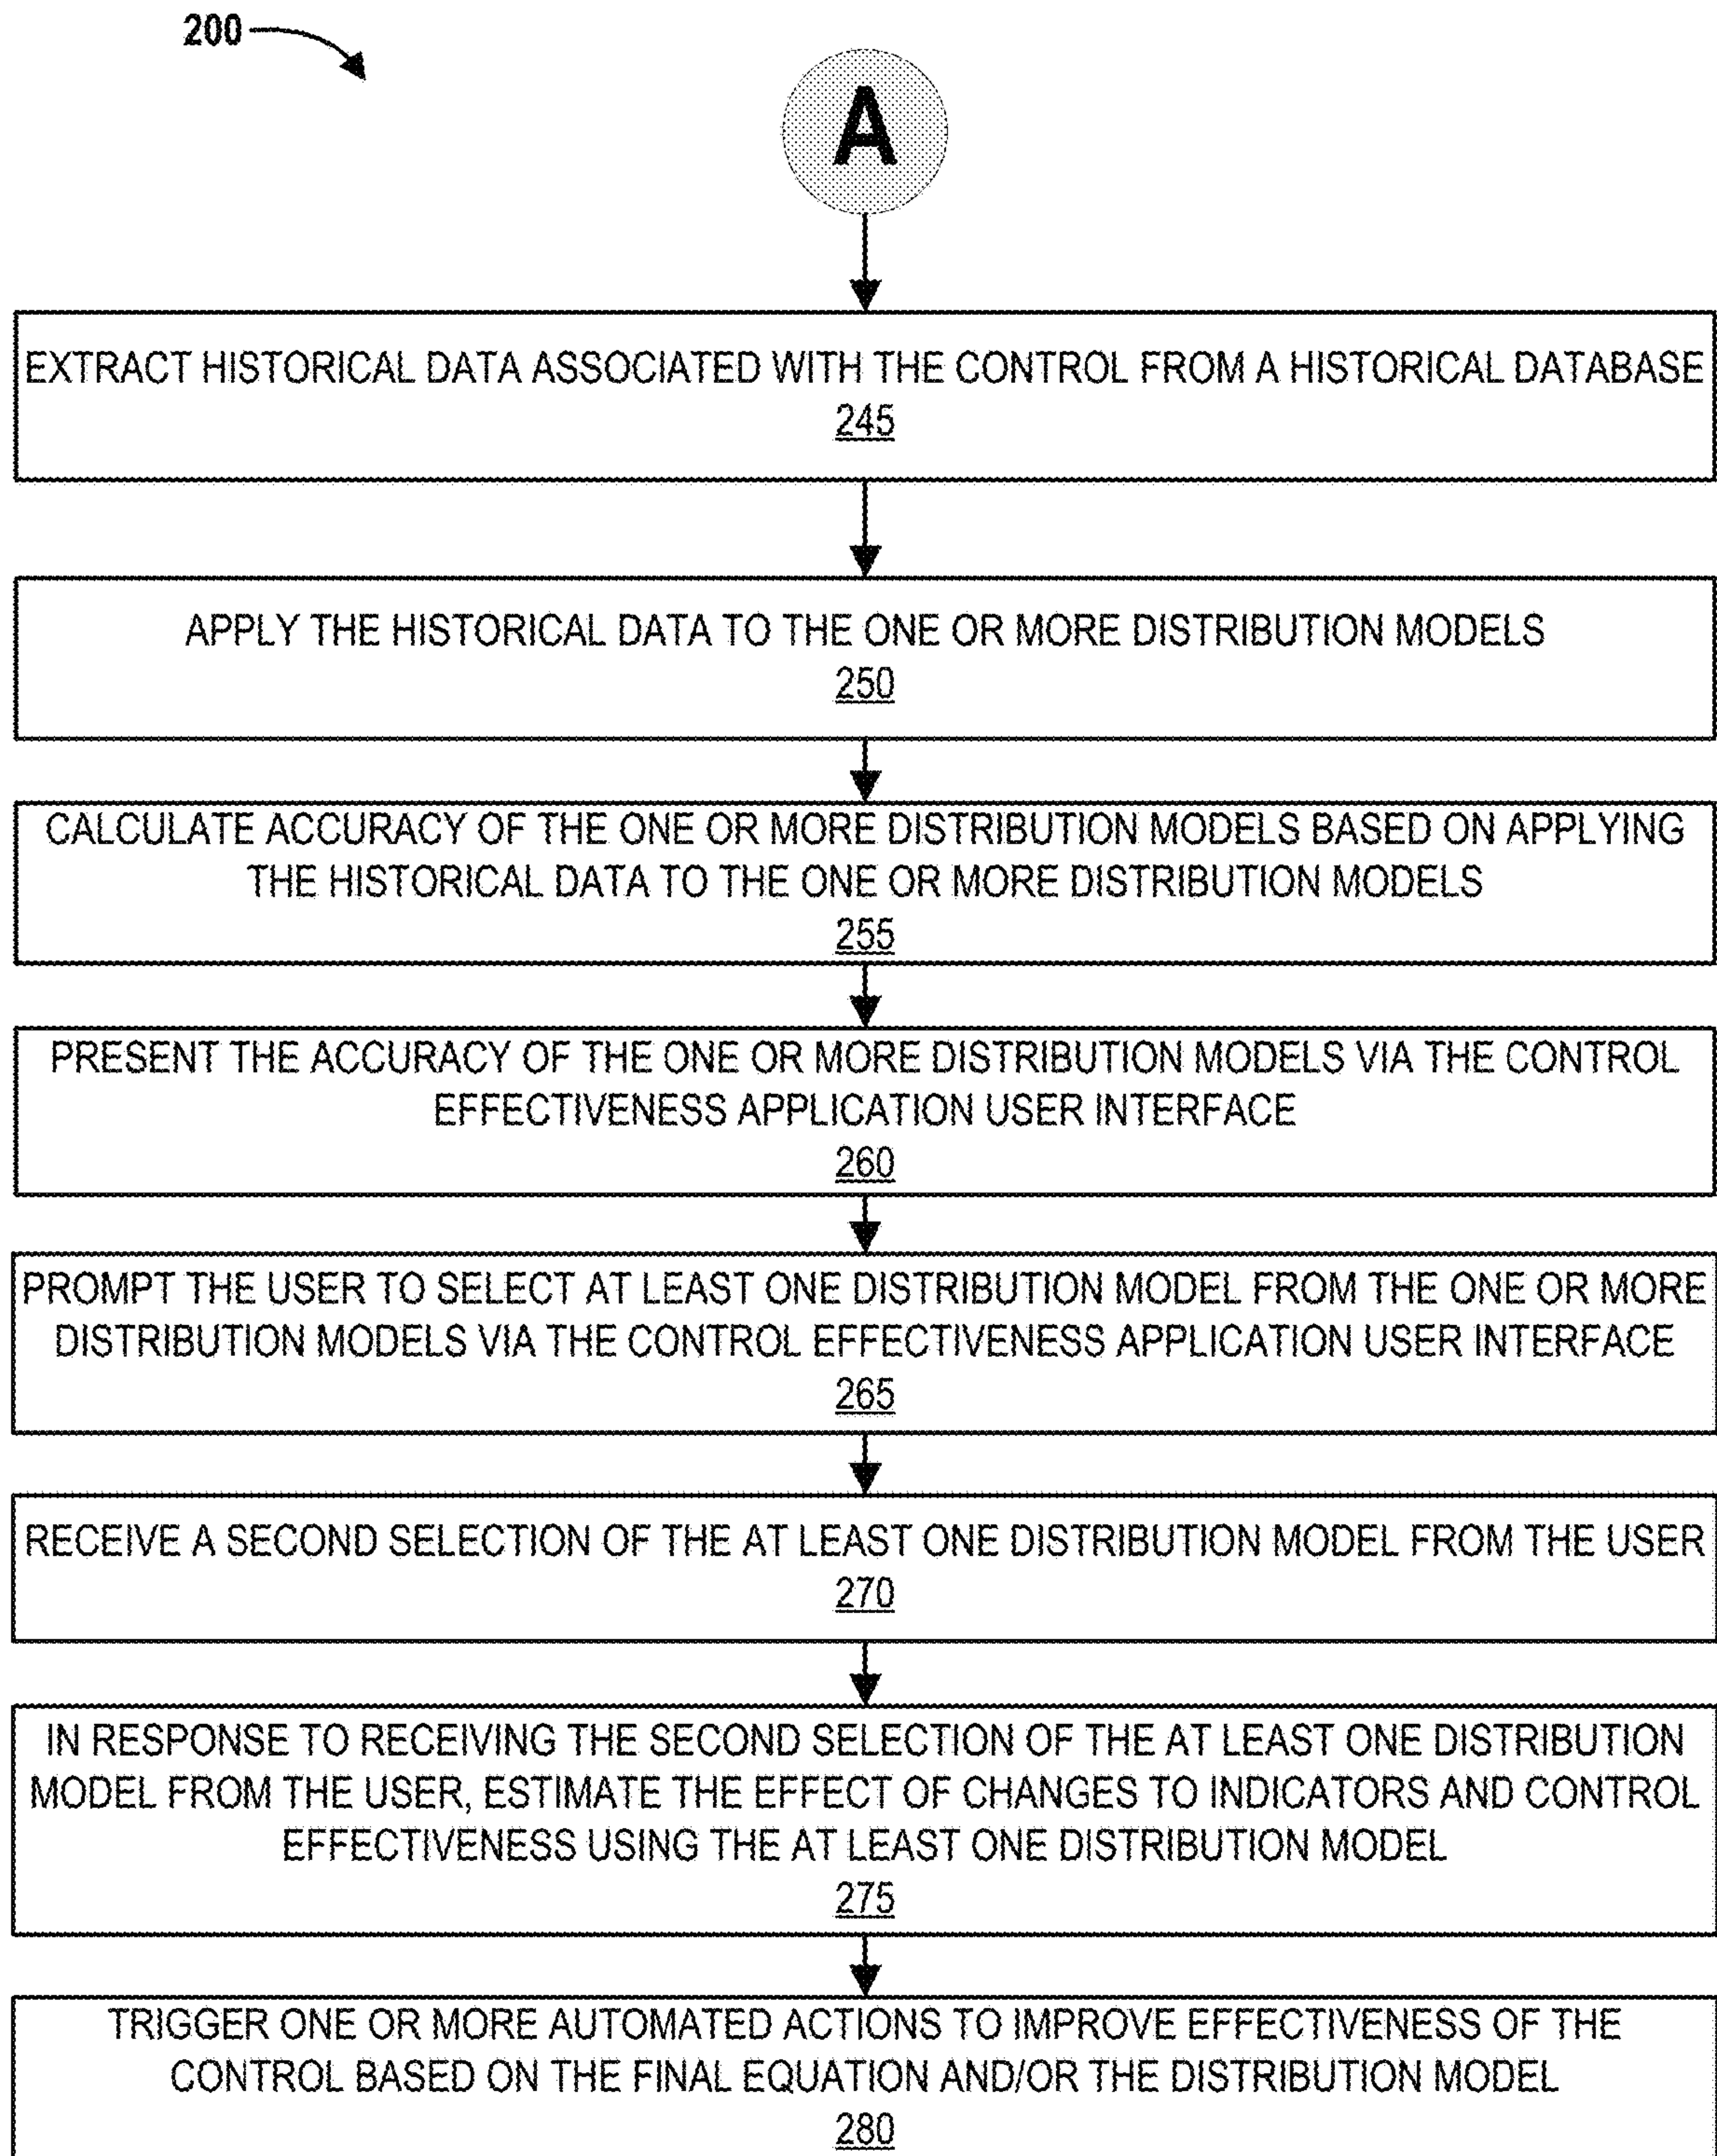 200
A
EXTRACT HISTORICAL DATA ASSOCIATED WITH THE CONTROL FROM A HISTORICAL DATABASE
245
APPLY THE HISTORICAL DATA TO THE ONE OR MORE DISTRIBUTION MODELS
250
CALCULATE ACCURACY OF THE ONE OR MORE DISTRIBUTION MODELS BASED ON APPLYING
THE HISTORICAL DATA TO THE ONE OR MORE DISTRIBUTION MODELS
255
PRESENT THE ACCURACY OF THE ONE OR MORE DISTRIBUTION MODELS VIA THE CONTROL
EFFECTIVENESS APPLICATION USER INTERFACE
260
PROMPT THE USER TO SELECT AT LEAST ONE DISTRIBUTION MODEL FROM THE ONE OR MORE
DISTRIBUTION MODELS VIA THE CONTROL EFFECTIVENESS APPLICATION USER INTERFACE
265
RECEIVE A SECOND SELECTION OF THE AT LEAST ONE DISTRIBUTION MODEL FROM THE USER
270
IN RESPONSE TO RECEIVING THE SECOND SELECTION OF THE AT LEAST ONE DISTRIBUTION
MODEL FROM THE USER, ESTIMATE THE EFFECT OF CHANGES TO INDICATORS AND CONTROL
EFFECTIVENESS USING THE AT LEAST ONE DISTRIBUTION MODEL
275
TRIGGER ONE OR MORE AUTOMATED ACTIONS TO IMPROVE EFFECTIVENESS OF THE
CONTROL BASED ON THE FINAL EQUATION AND/OR THE DISTRIBUTION MODEL
280